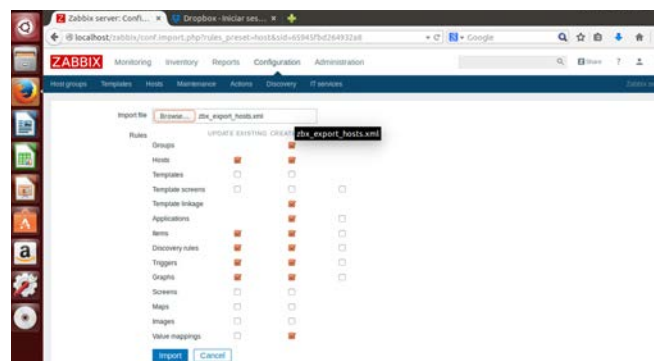 Zabbix server: Confi...
Dropbox - Iniciar ses...
localhost/zabbix/conf.import.php?rules_preset=host&sid=
Google
ZABBIX Monitoring Inventory Reports Configuration Administration
Share ?
Host groups Templates Hosts Maintenance Actions Discovery IT services
Import file Browse... zbx_export_hosts.xml
Rules UPDATE EXISTING
zbx_export_hosts.xml
Groups
Hosts
Templates
Template screens
Template linkage
Applications
Items
Discovery rules
Triggers
Graphs
Screens
Maps
Images
Value mappings
Import Cancel